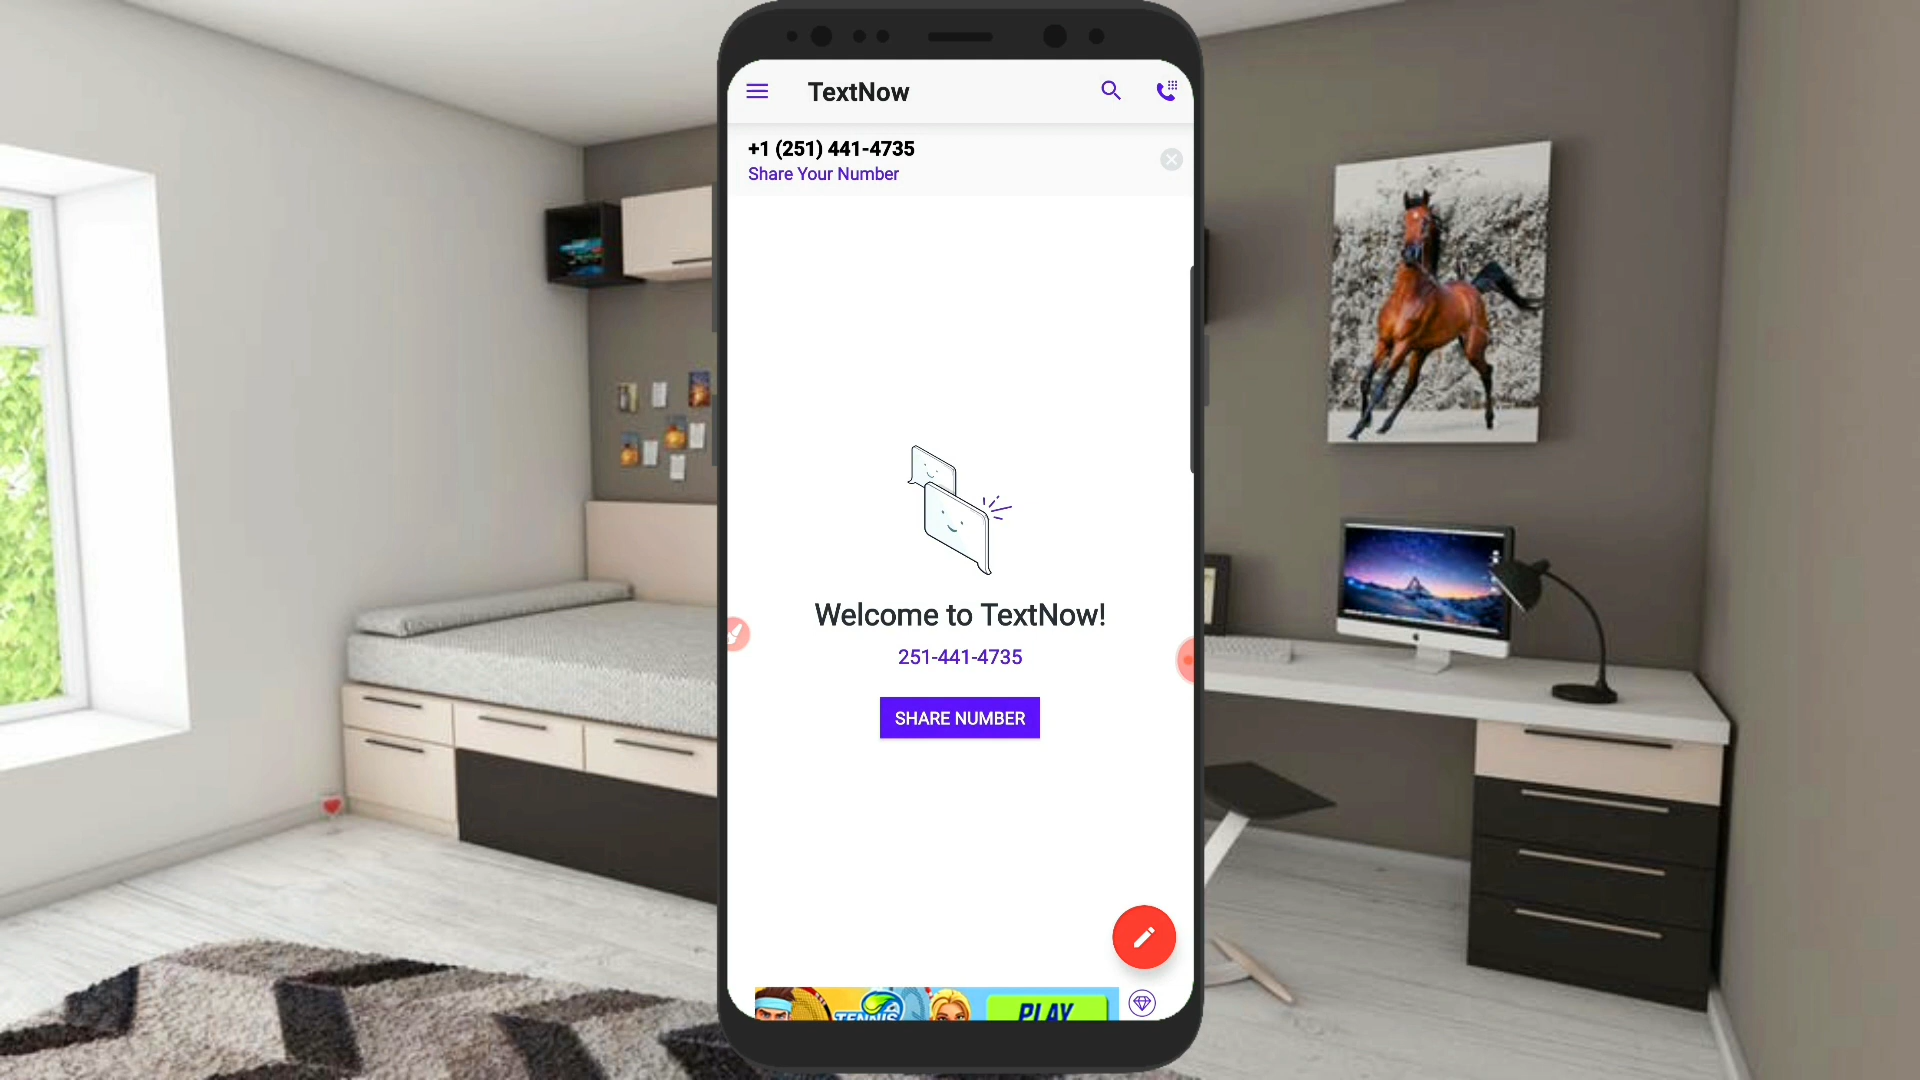 TextNow
+1 (251) 441-4735
Share Your Number
Welcome to TextNow!
251-441-4735
SHARE NUMBER
TENNIS
PLAY